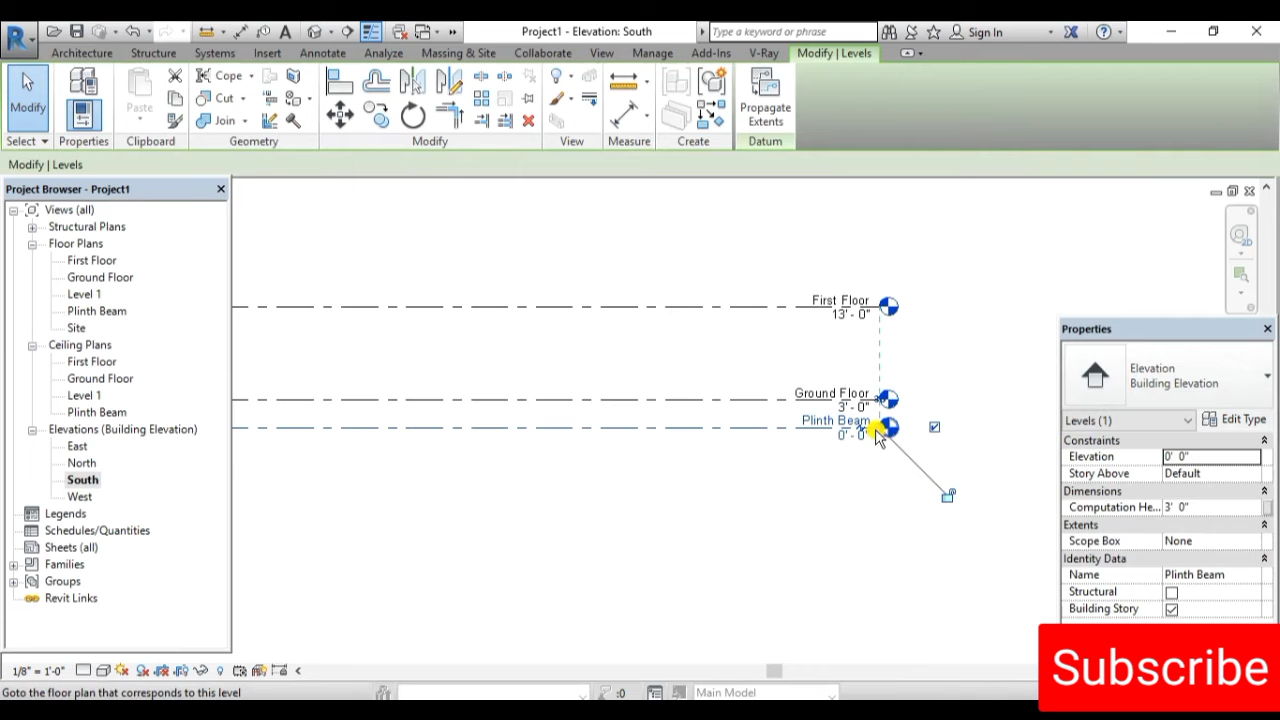 Project1 - Elevation: South
Type a keyword or phrase
Sign In
Architecture Structure Systems Insert Annotate Analyze Massing & Site Collaborate View Manage Add-Ins V-Ray Modify | Levels
Modify
Paste
Cope
Cut
Join
Propagate
Extents
Select Properties Clipboard Geometry Modify View Measure Create Datum
Modify | Levels
Project Browser - Project1
Views (all)
Structural Plans
Floor Plans
First Floor
Ground Floor
Level 1
Plinth Beam
Site
Ceiling Plans
First Floor
Ground Floor
Level 1
Plinth Beam
Elevations (Building Elevation)
East
North
South
West
Legends
Schedules/Quantities
Sheets (all)
Families
Groups
Revit Links
First Floor
13' - 0"
Ground Floor
3' - 0"
Plinth Beam
0' - 0"
Properties
Elevation
Building Elevation
Levels (1)
Edit Type
Constraints
Elevation 0' 0"
Story Above Default
Dimensions
Computation He... 3' 0"
Extents
Scope Box None
Identity Data
Name Plinth Beam
Structural
Building Story
Subscribe
1/8" = 1'-0"
Goto the floor plan that corresponds to this level
:0
Main Model